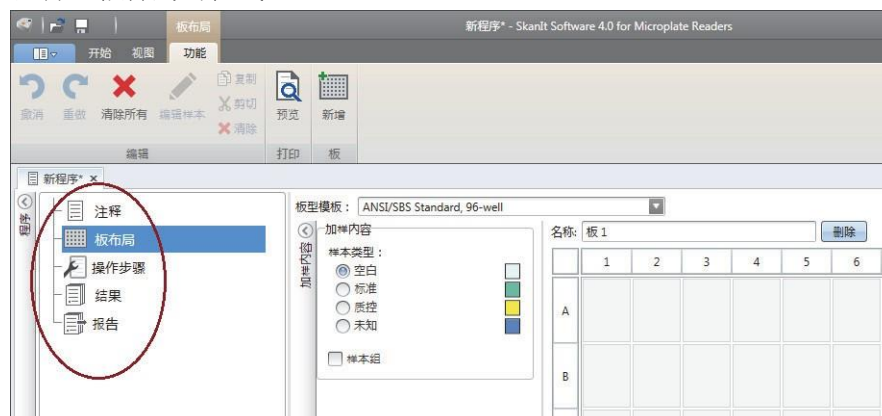 板布局
新程序* - SkanIt Software 4.0 for Microplate Readers
开始 视图 功能
撤消 重做 清除所有 编辑样本 复制 剪切 清除 预览 新增
编辑 打印 板
新程序* ×
程序
注释
板布局
操作步骤
结果
报告
板型模板： ANSI/SBS Standard, 96-well
加样内容
加样内容
样本类型：
空白
标准
质控
未知
样本组
名称: 板 1 删除
1 2 3 4 5 6
A
B